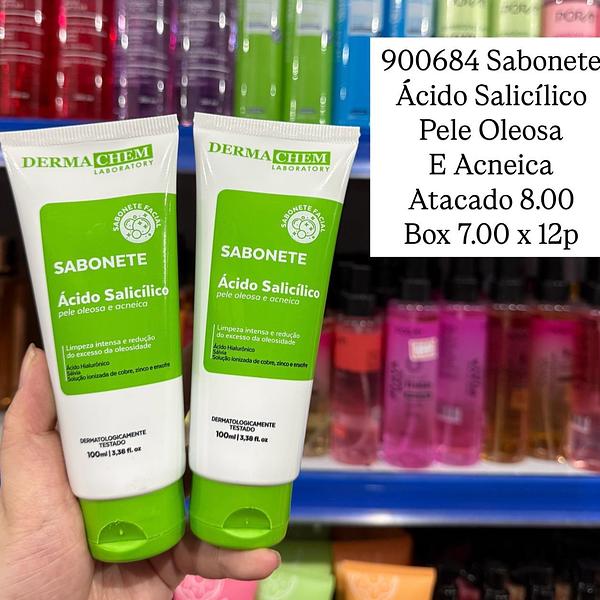 900684 Sabonete
Ácido Salicílico
Pele Oleosa
E Acneica
Atacado 8.00
Box 7.00 x 12p
DERMACHEM
LABORATORY
SABONETE FACIAL
SABONETE
Ácido Salicílico
pele oleosa e acneica
Limpeza intensa e redução
do excesso da oleosidade
Ácido Hialurônico
Sálvia
Solução ionizada de cobre, zinco e enxofre
DERMATOLOGICAMENTE
TESTADO
100ml | 3,38 fl. oz
DERMACHEM
LABORATORY
SABONETE FACIAL
SABONETE
Ácido Salicílico
pele oleosa e acneica
Limpeza intensa e redução
do excesso da oleosidade
Ácido Hialurônico
Sálvia
Solução ionizada de cobre, zinco e enxofre
DERMATOLOGICAMENTE
TESTADO
100ml | 3,38 fl. oz